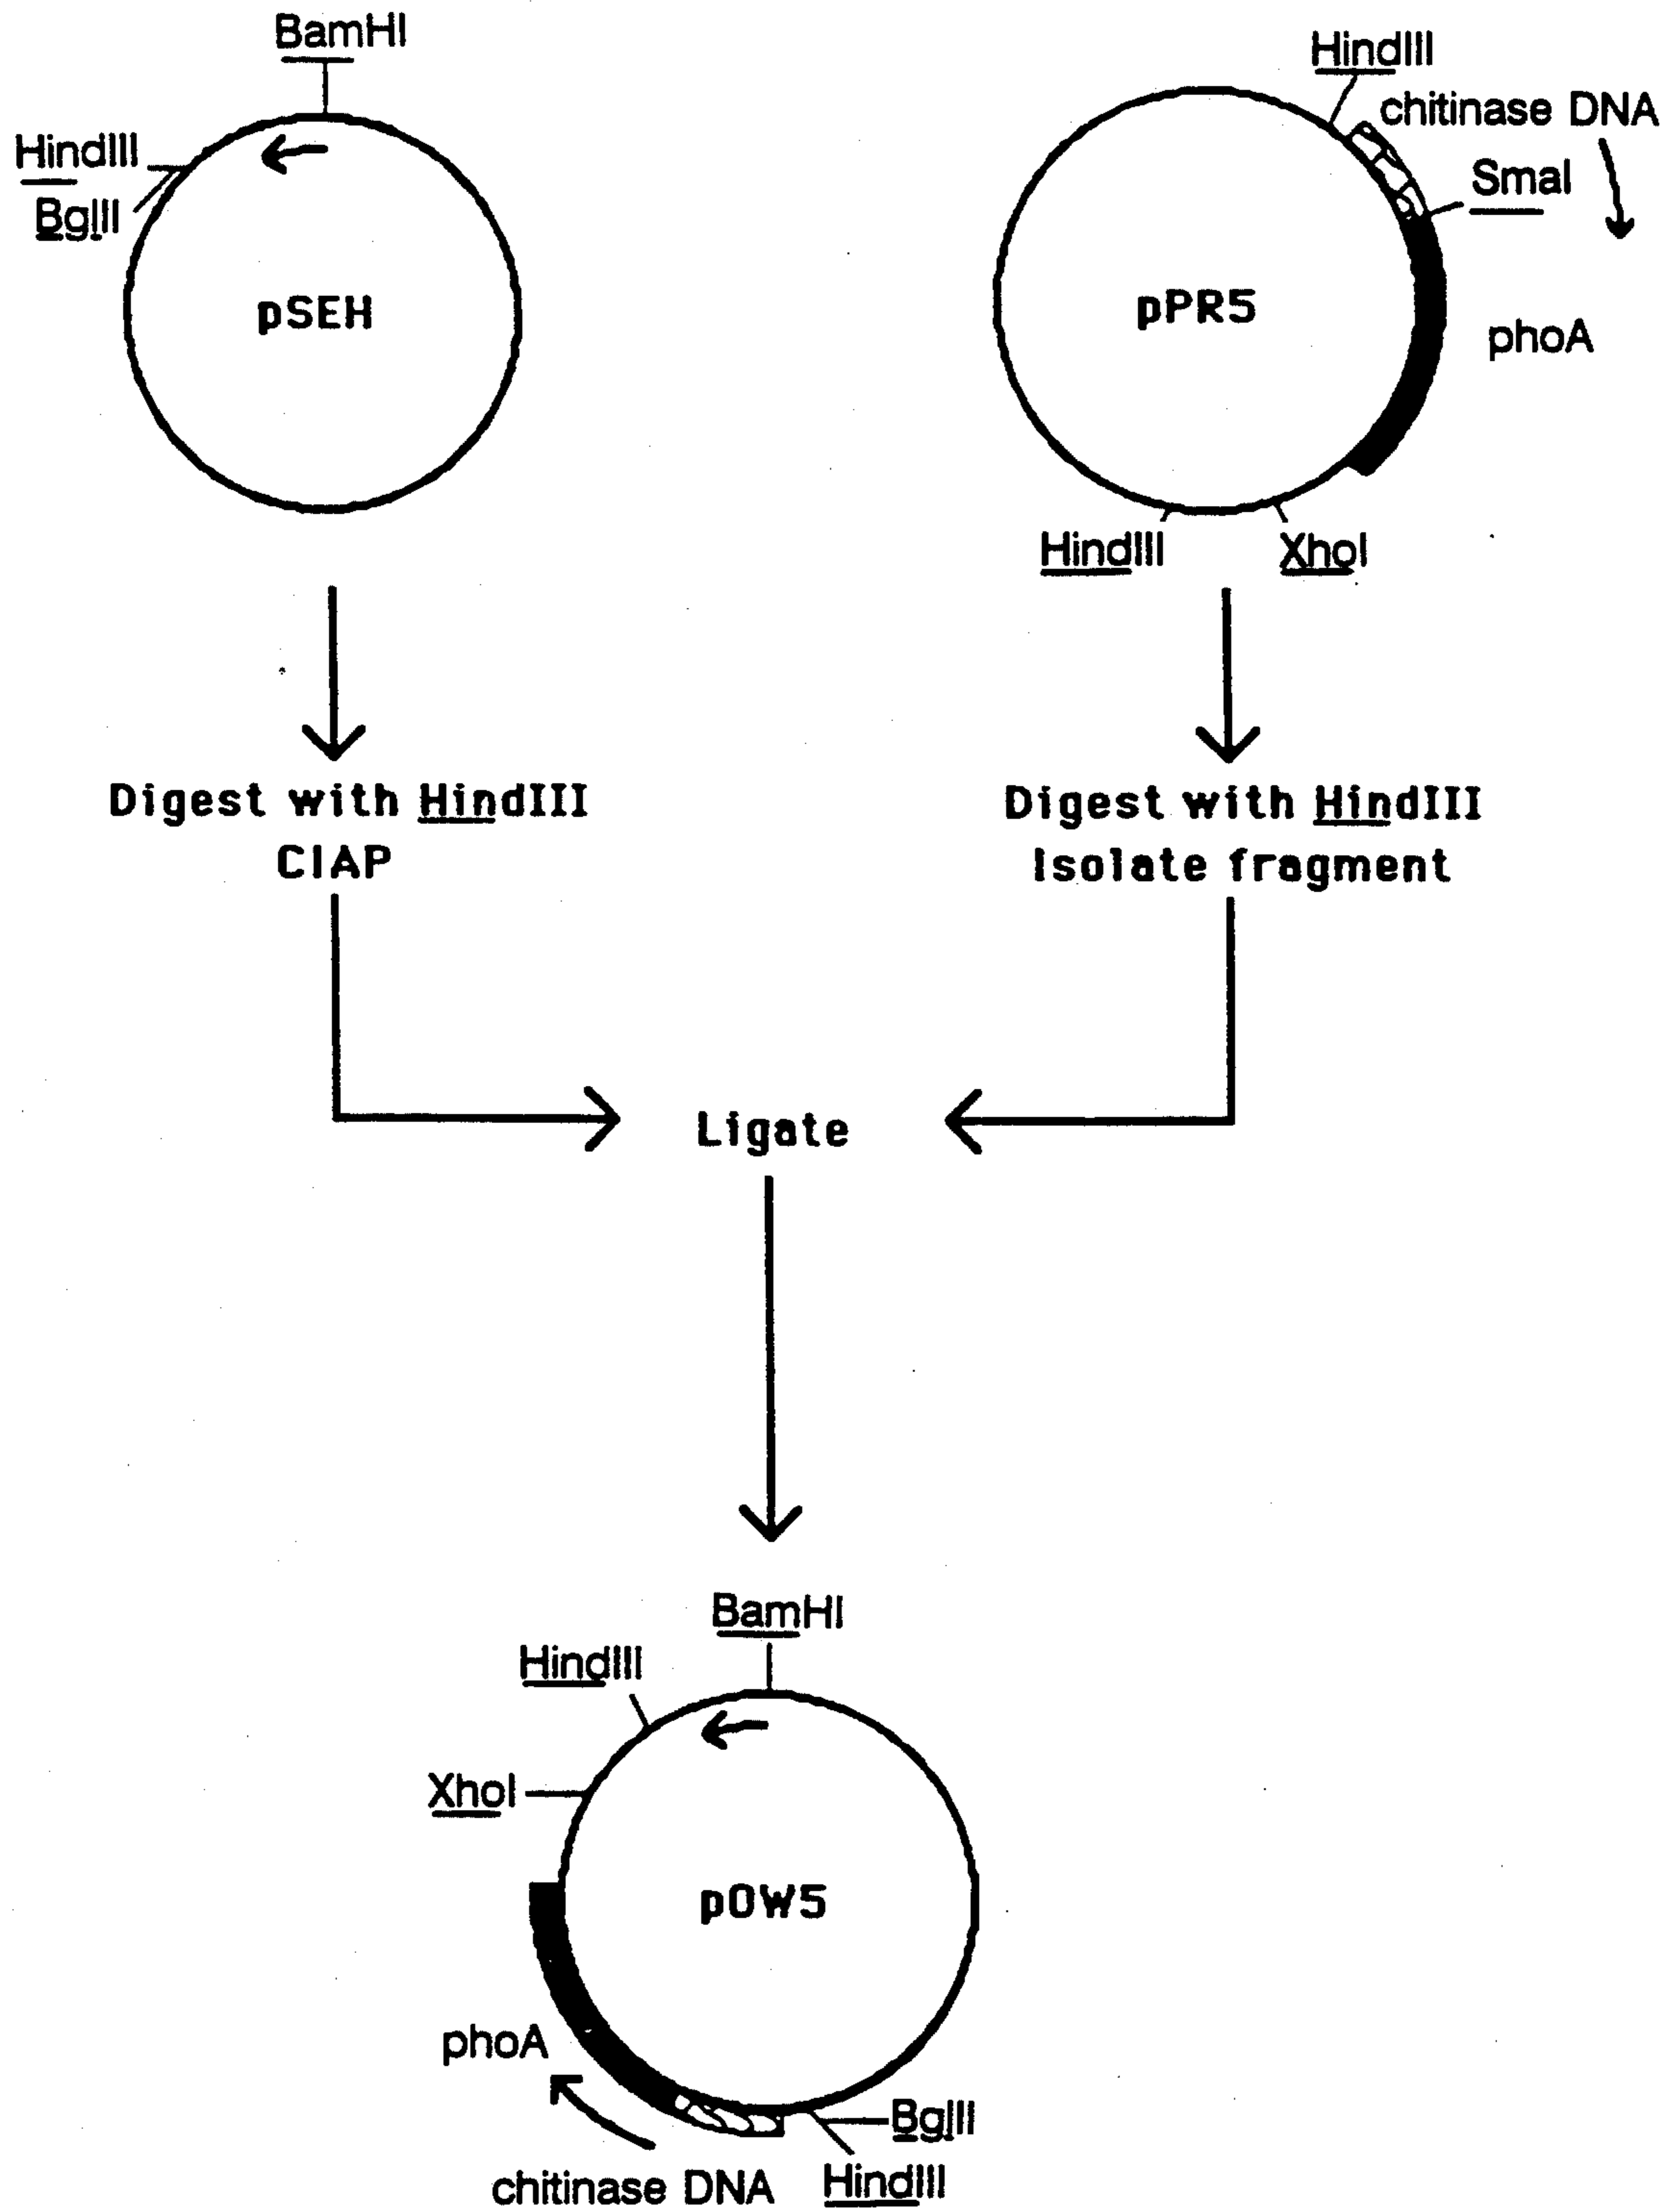 BamHI
HindIII
BglII
pSEH
HindIII
chitinase DNA
SmaI
pPR5
phoA
HindIII
XhoI
Digest with HindIII
CIAP
Digest with HindIII
Isolate fragment
Ligate
BamHI
HindIII
XhoI
pOW5
phoA
BglII
chitinase DNA
HindIII